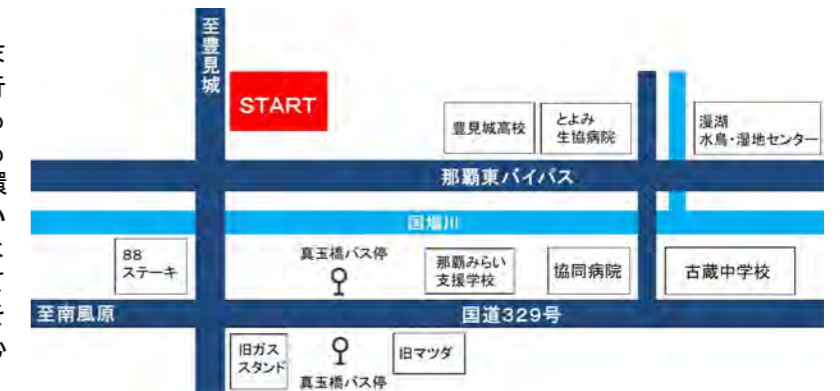 至豊見城
START
豊見城高校
とよみ
生協病院
漫湖
水鳥・湿地センター
那覇東バイパス
国場川
88
ステーキ
真玉橋バス停
那覇みらい
支援学校
協同病院
古蔵中学校
至南風原
国道329号
旧ガス
スタンド
旧マツダ
真玉橋バス停